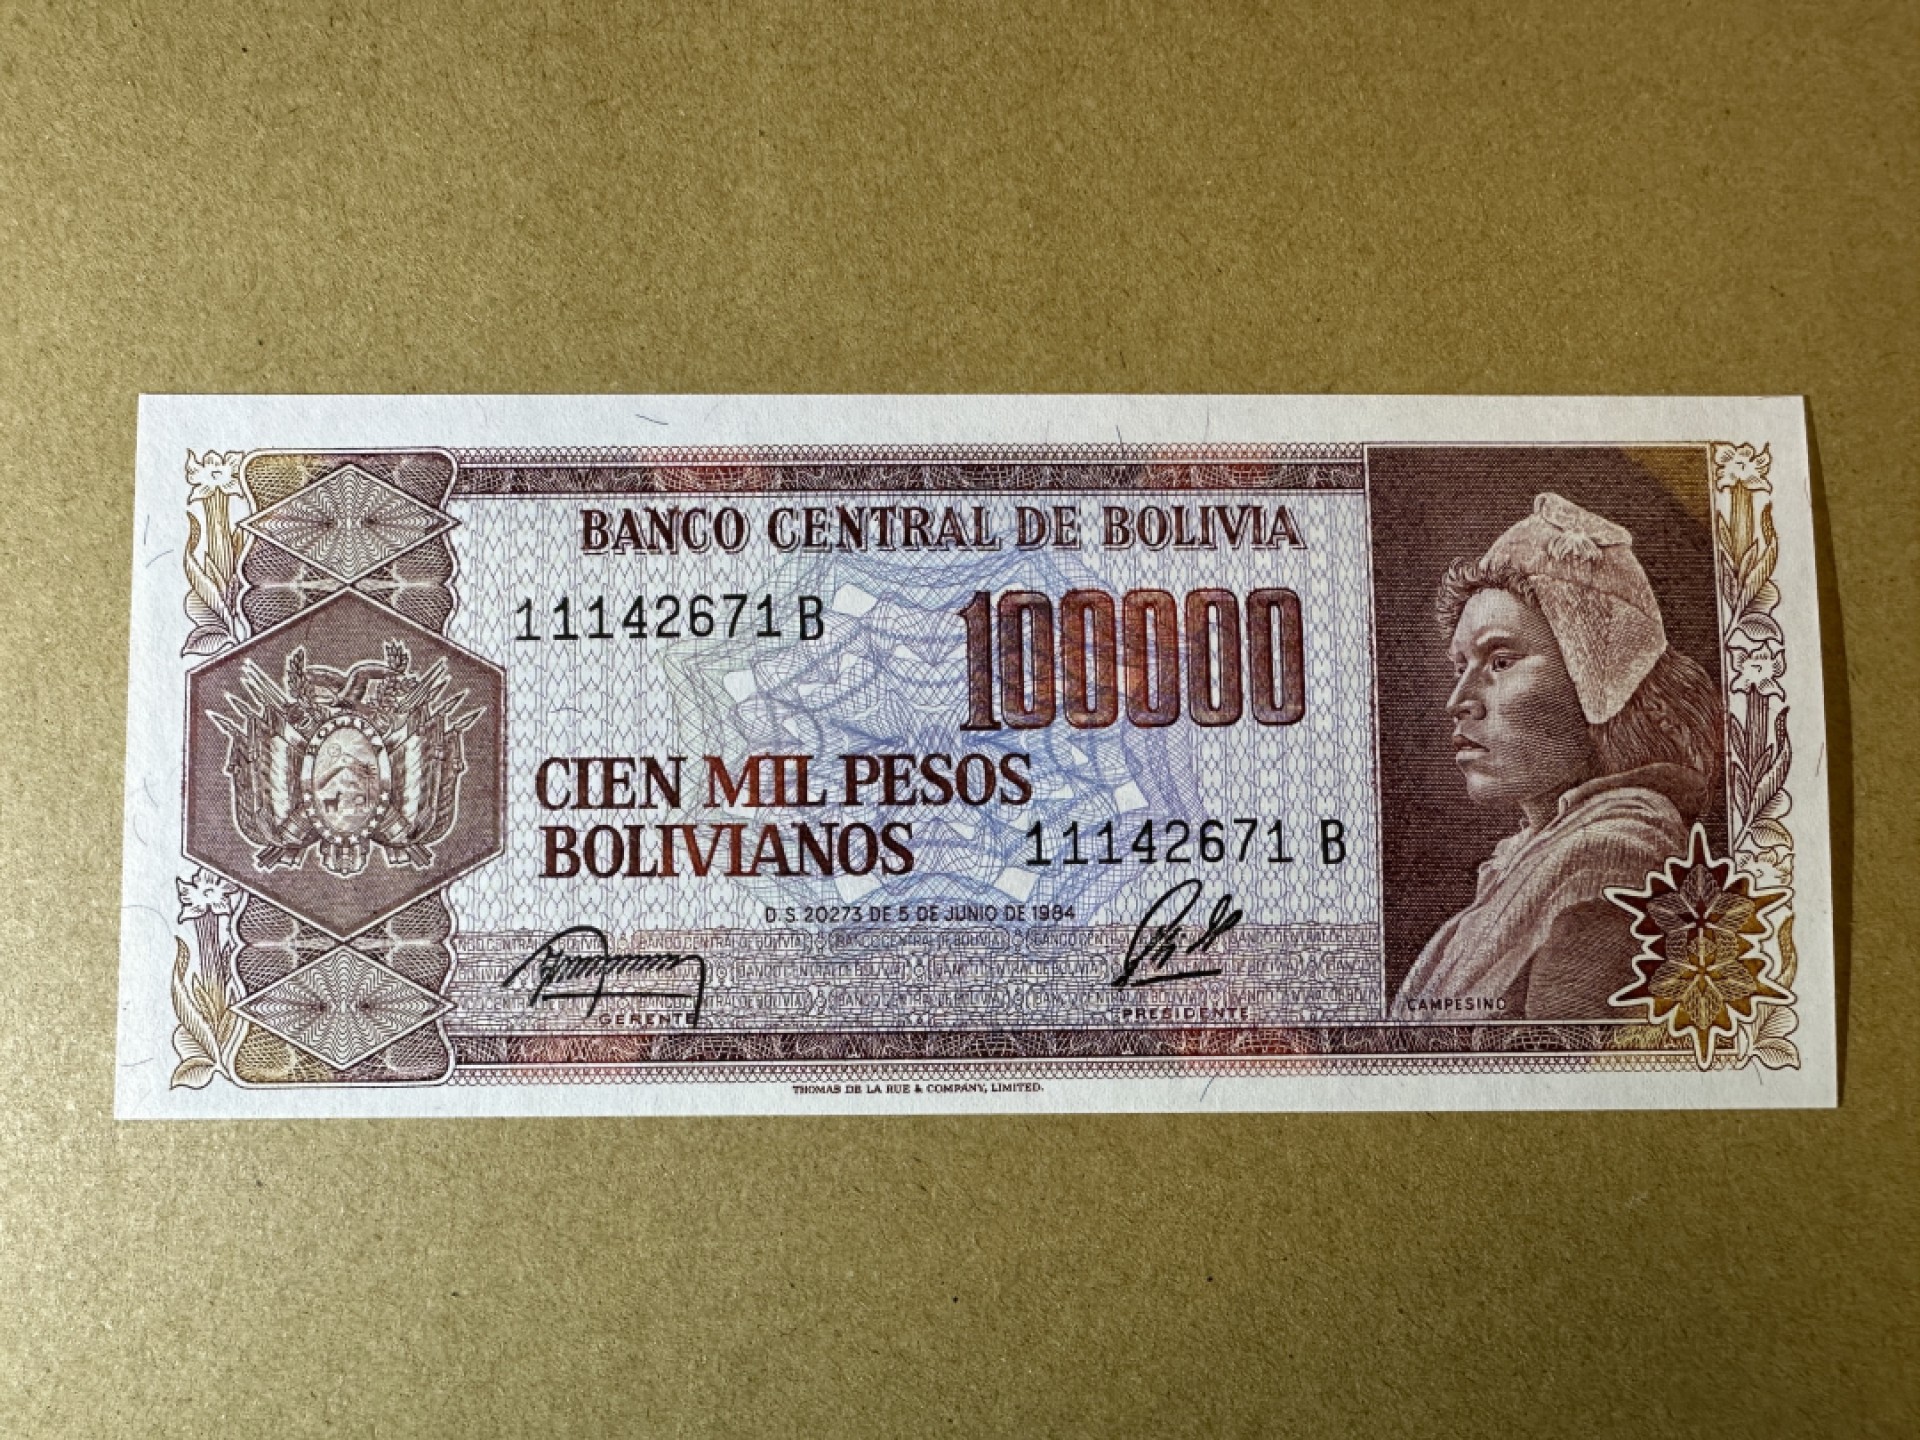 BANCO CENTRAL DE BOLIVIA
11142671 B
100000
CIEN MIL PESOS
BOLIVIANOS
11142671 B
D.S. 20273 DE 5 DE JUNIO DE 1984
GERENTE
PRESIDENTE
CAMPESINO
THOMAS DE LA RUE & COMPANY, LIMITED.